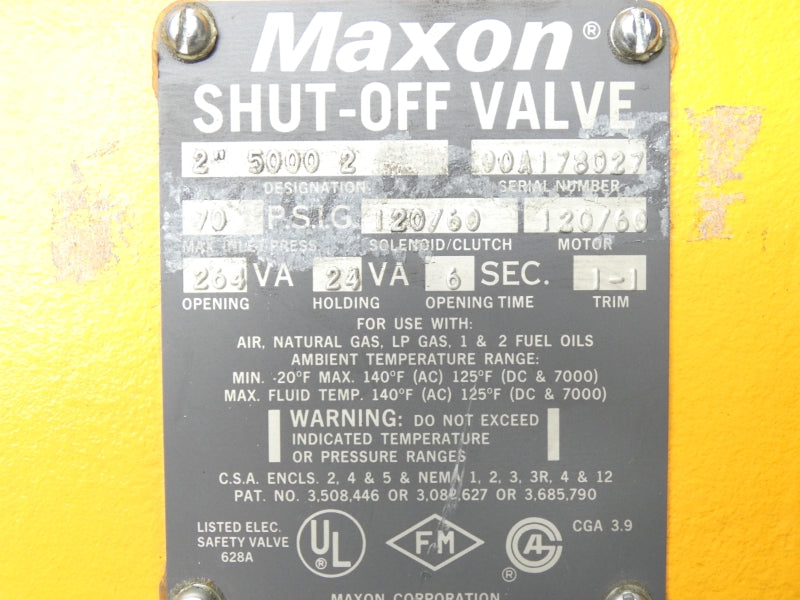 Maxon®
SHUT-OFF VALVE
2" 5000 2 90A178027
DESIGNATION SERIAL NUMBER
70 P.S.I.G. 120/60 120/60
MAX. INLET PRESS. SOLENOID/CLUTCH MOTOR
264 VA 24 VA 6 SEC. 1-1
OPENING HOLDING OPENING TIME TRIM
FOR USE WITH:
AIR, NATURAL GAS, LP GAS, 1 & 2 FUEL OILS
AMBIENT TEMPERATURE RANGE:
MIN. -20°F MAX. 140°F (AC) 125°F (DC & 7000)
MAX. FLUID TEMP. 140°F (AC) 125°F (DC & 7000)
WARNING: DO NOT EXCEED
INDICATED TEMPERATURE
OR PRESSURE RANGES
C.S.A. ENCLS. 2, 4 & 5 & NEMA 1, 2, 3, 3R, 4 & 12
PAT. NO. 3,508,446 OR 3,082,627 OR 3,685,790
LISTED ELEC.
SAFETY VALVE
628A
UL®
FM
AG®
CGA 3.9
MAXON CORPORATION